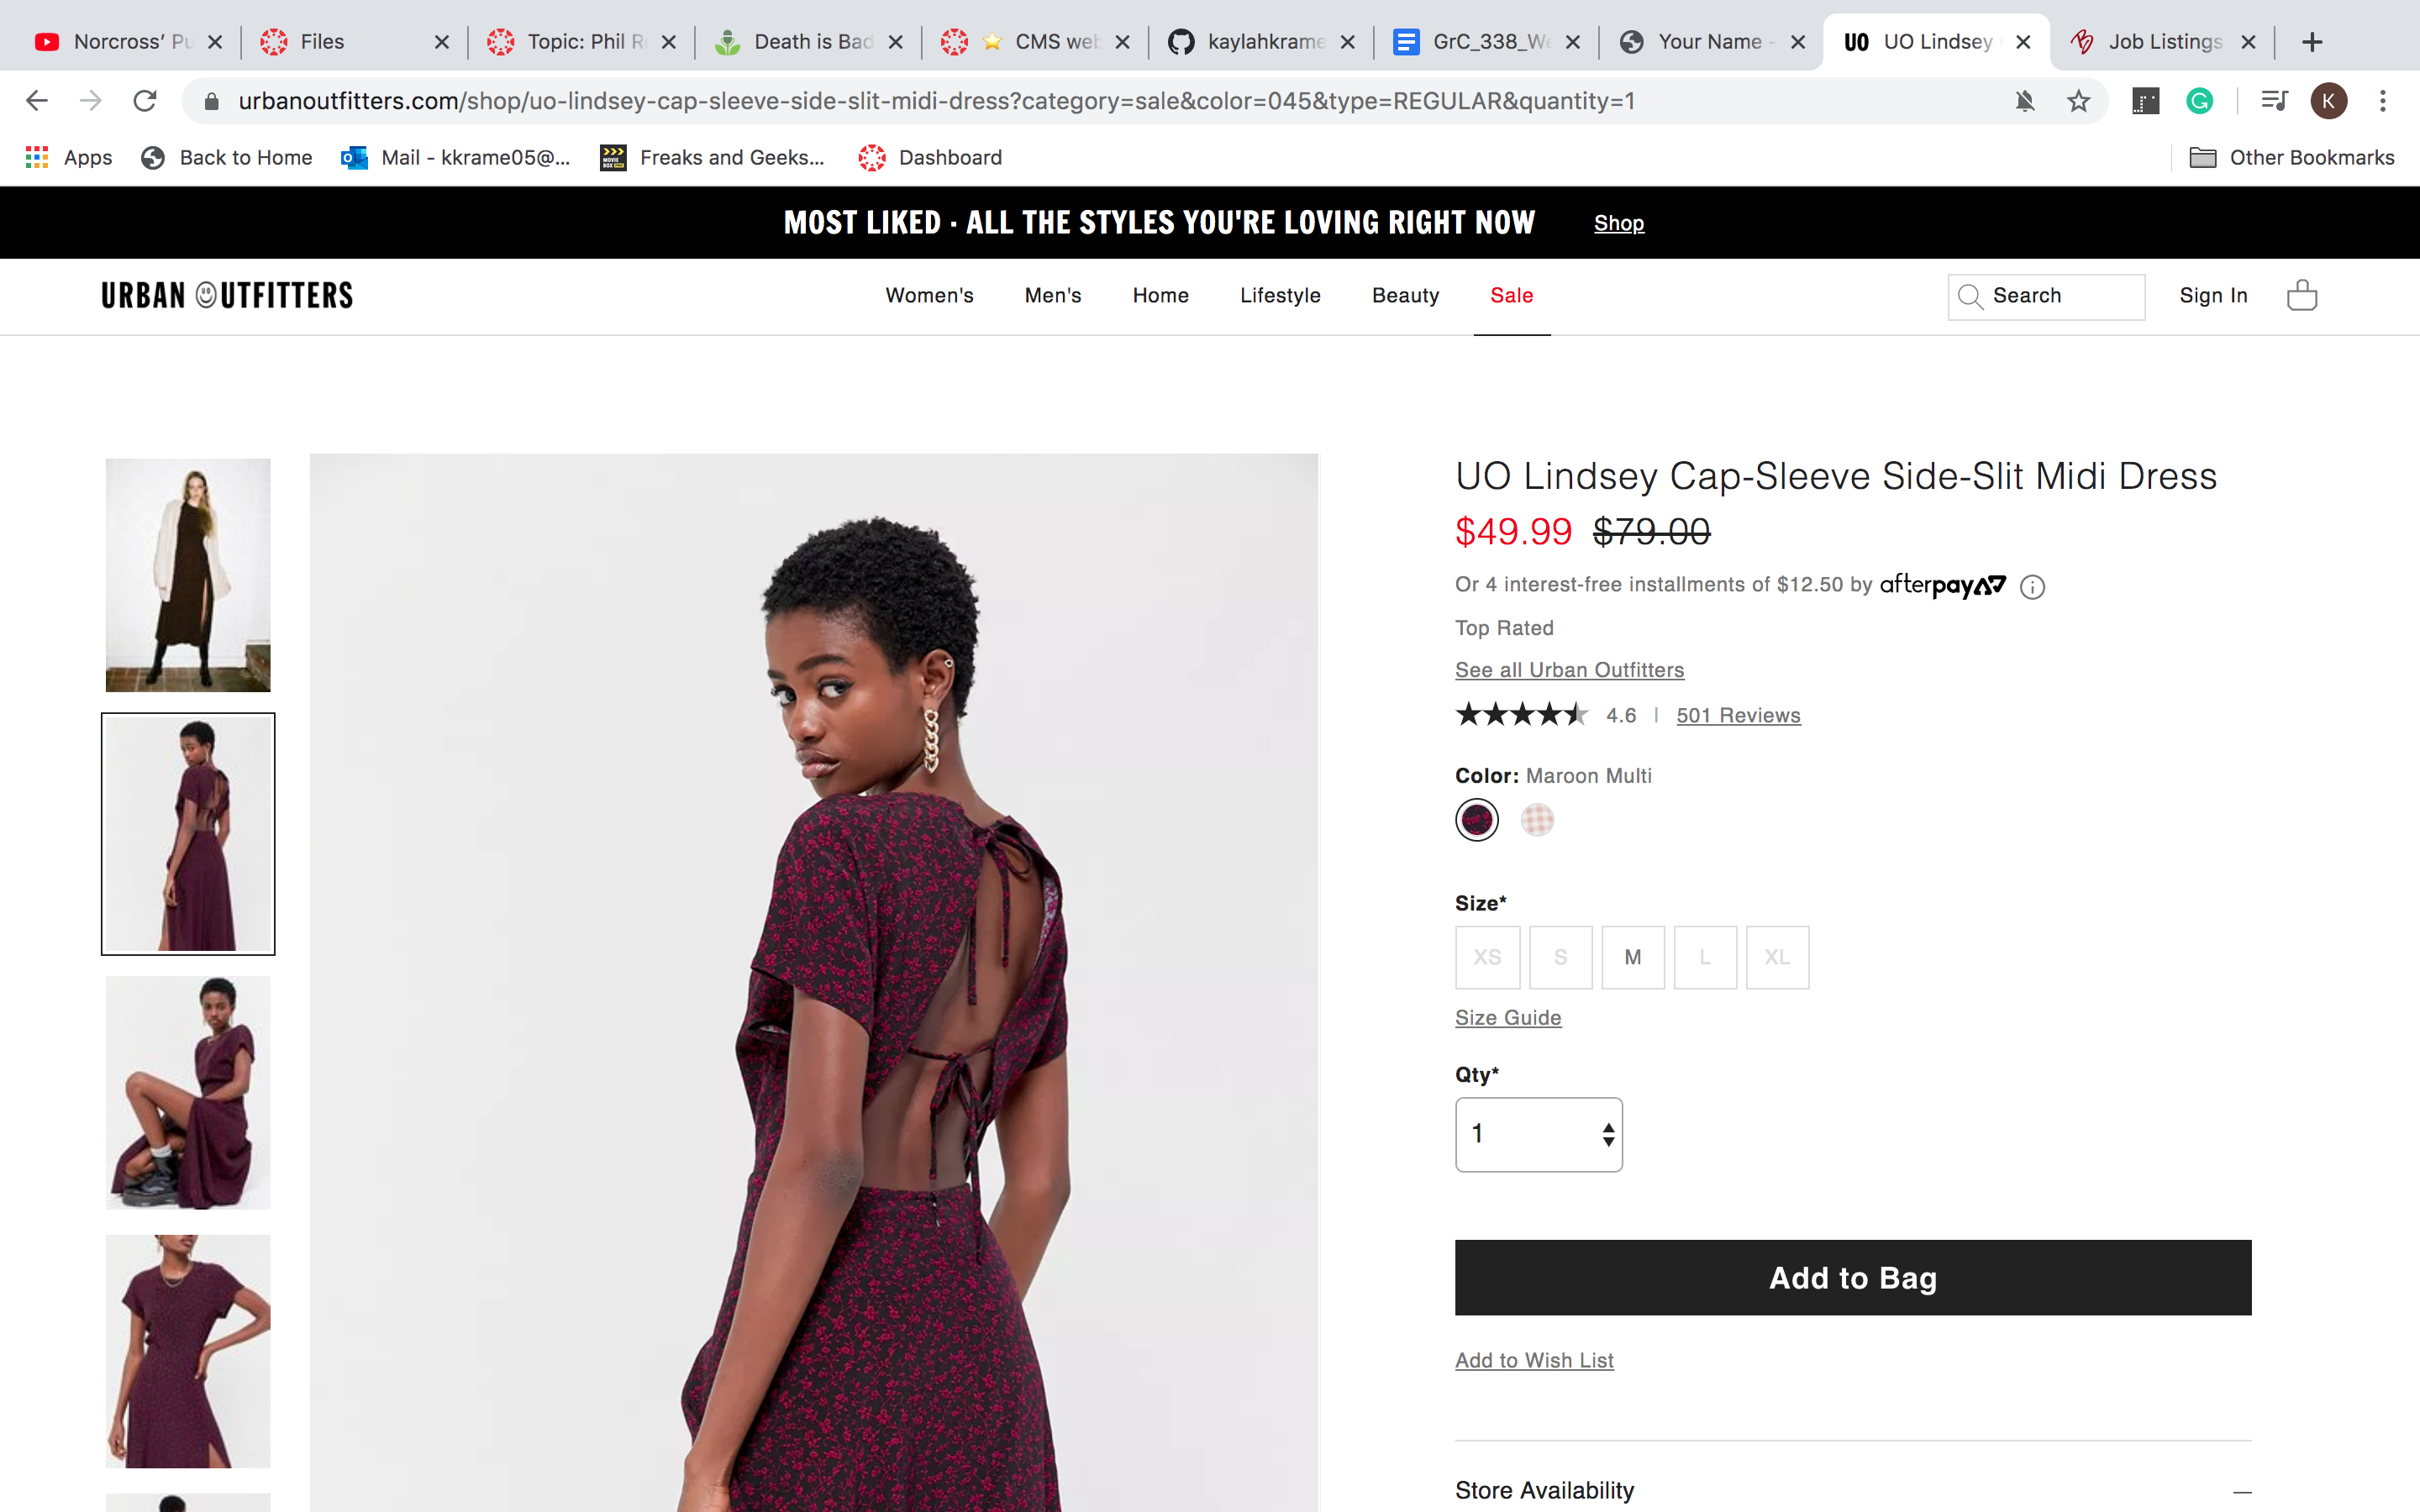 Norcross’ Pu
Files
Topic: Phil R
Death is Bad
CMS web
kaylahkrame
GrC_338_We
Your Name -
UO UO Lindsey
Job Listings
urbanoutfitters.com/shop/uo-lindsey-cap-sleeve-side-slit-midi-dress?category=sale&color=045&type=REGULAR&quantity=1
K
Apps
Back to Home
Mail - kkrame05@...
Freaks and Geeks...
Dashboard
Other Bookmarks
MOST LIKED · ALL THE STYLES YOU'RE LOVING RIGHT NOW Shop
URBAN OUTFITTERS
Women's Men's Home Lifestyle Beauty Sale
Search
Sign In
UO Lindsey Cap-Sleeve Side-Slit Midi Dress
$49.99 $79.00
Or 4 interest-free installments of $12.50 by afterpay
Top Rated
See all Urban Outfitters
4.6 | 501 Reviews
Color: Maroon Multi
Size*
XS S M L XL
Size Guide
Qty*
1
Add to Bag
Add to Wish List
Store Availability